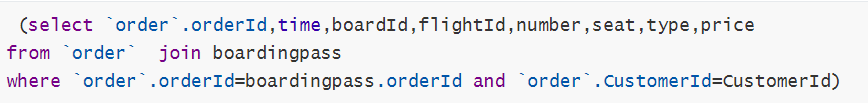 (select `order`.orderId,time,boardId,flightId,number,seat,type,price
from `order`  join boardingpass
where `order`.orderId=boardingpass.orderId and `order`.CustomerId=CustomerId)